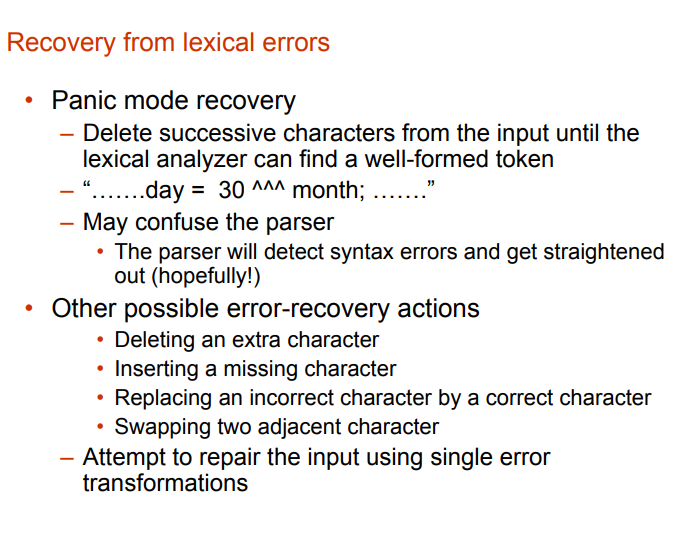 Recovery from lexical errors
• Panic mode recovery
– Delete successive characters from the input until the
lexical analyzer can find a well-formed token
– “…….day =  30 ^^^ month; …….”
– May confuse the parser
• The parser will detect syntax errors and get straightened
out (hopefully!)
• Other possible error-recovery actions
• Deleting an extra character
• Inserting a missing character
• Replacing an incorrect character by a correct character
• Swapping two adjacent character
– Attempt to repair the input using single error
transformations